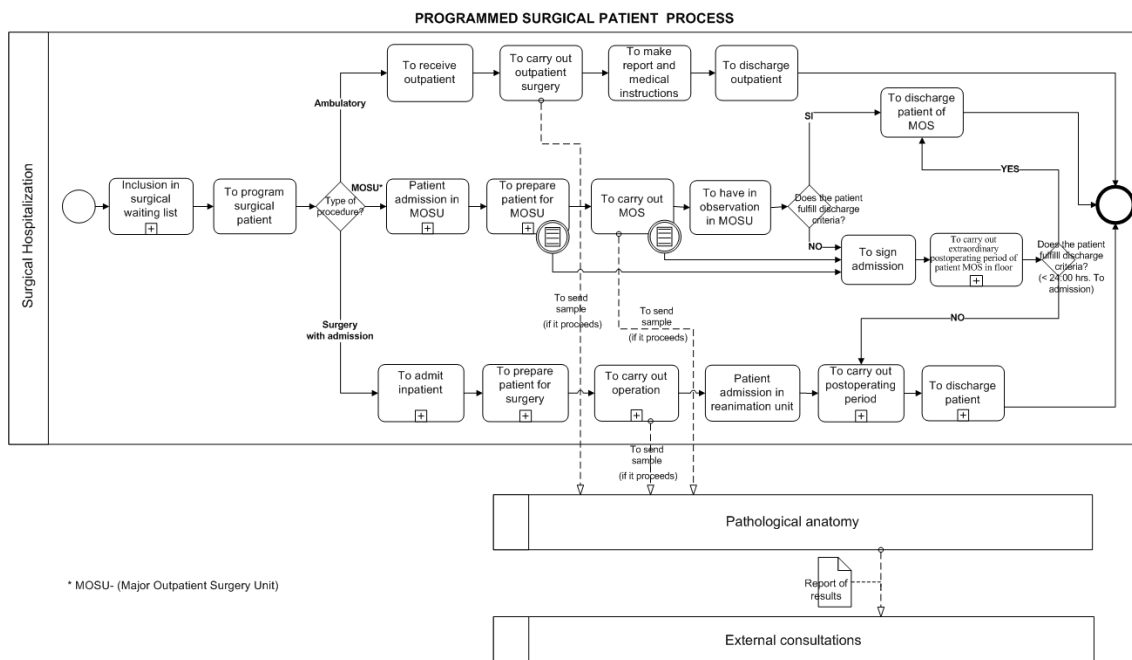 PROGRAMMED SURGICAL PATIENT PROCESS
Surgical Hospitalization
To receive
outpatient
To carry out
outpatient
surgery
To make
report and
medical
instructions
To discharge
outpatient
Ambulatory
To discharge
patient of
MOS
SI
YES
MOSU*
Inclusion in
surgical
waiting list
To program
surgical
patient
Type of
procedure?
Patient
admission in
MOSU
To prepare
patient for
MOSU
To carry out
MOS
To have in
observation
in MOSU
Does the patient
fulfill discharge
criteria?
NO
To sign
admission
To carry out
extraordinary
postoperating period of
patient MOS in floor
Does the patient
fulfilll discharge
criteria?
(< 24:00 hrs. To
admission)
NO
To send
sample
(if it proceeds)
To send
sample
(if it proceeds)
Surgery
with admission
To admit
inpatient
To prepare
patient for
surgery
To carry out
operation
Patient
admission in
reanimation unit
To carry out
postoperating
period
To discharge
patient
To send
sample
(if it proceeds)
Pathological anatomy
* MOSU- (Major Outpatient Surgery Unit)
Report of
results
External consultations